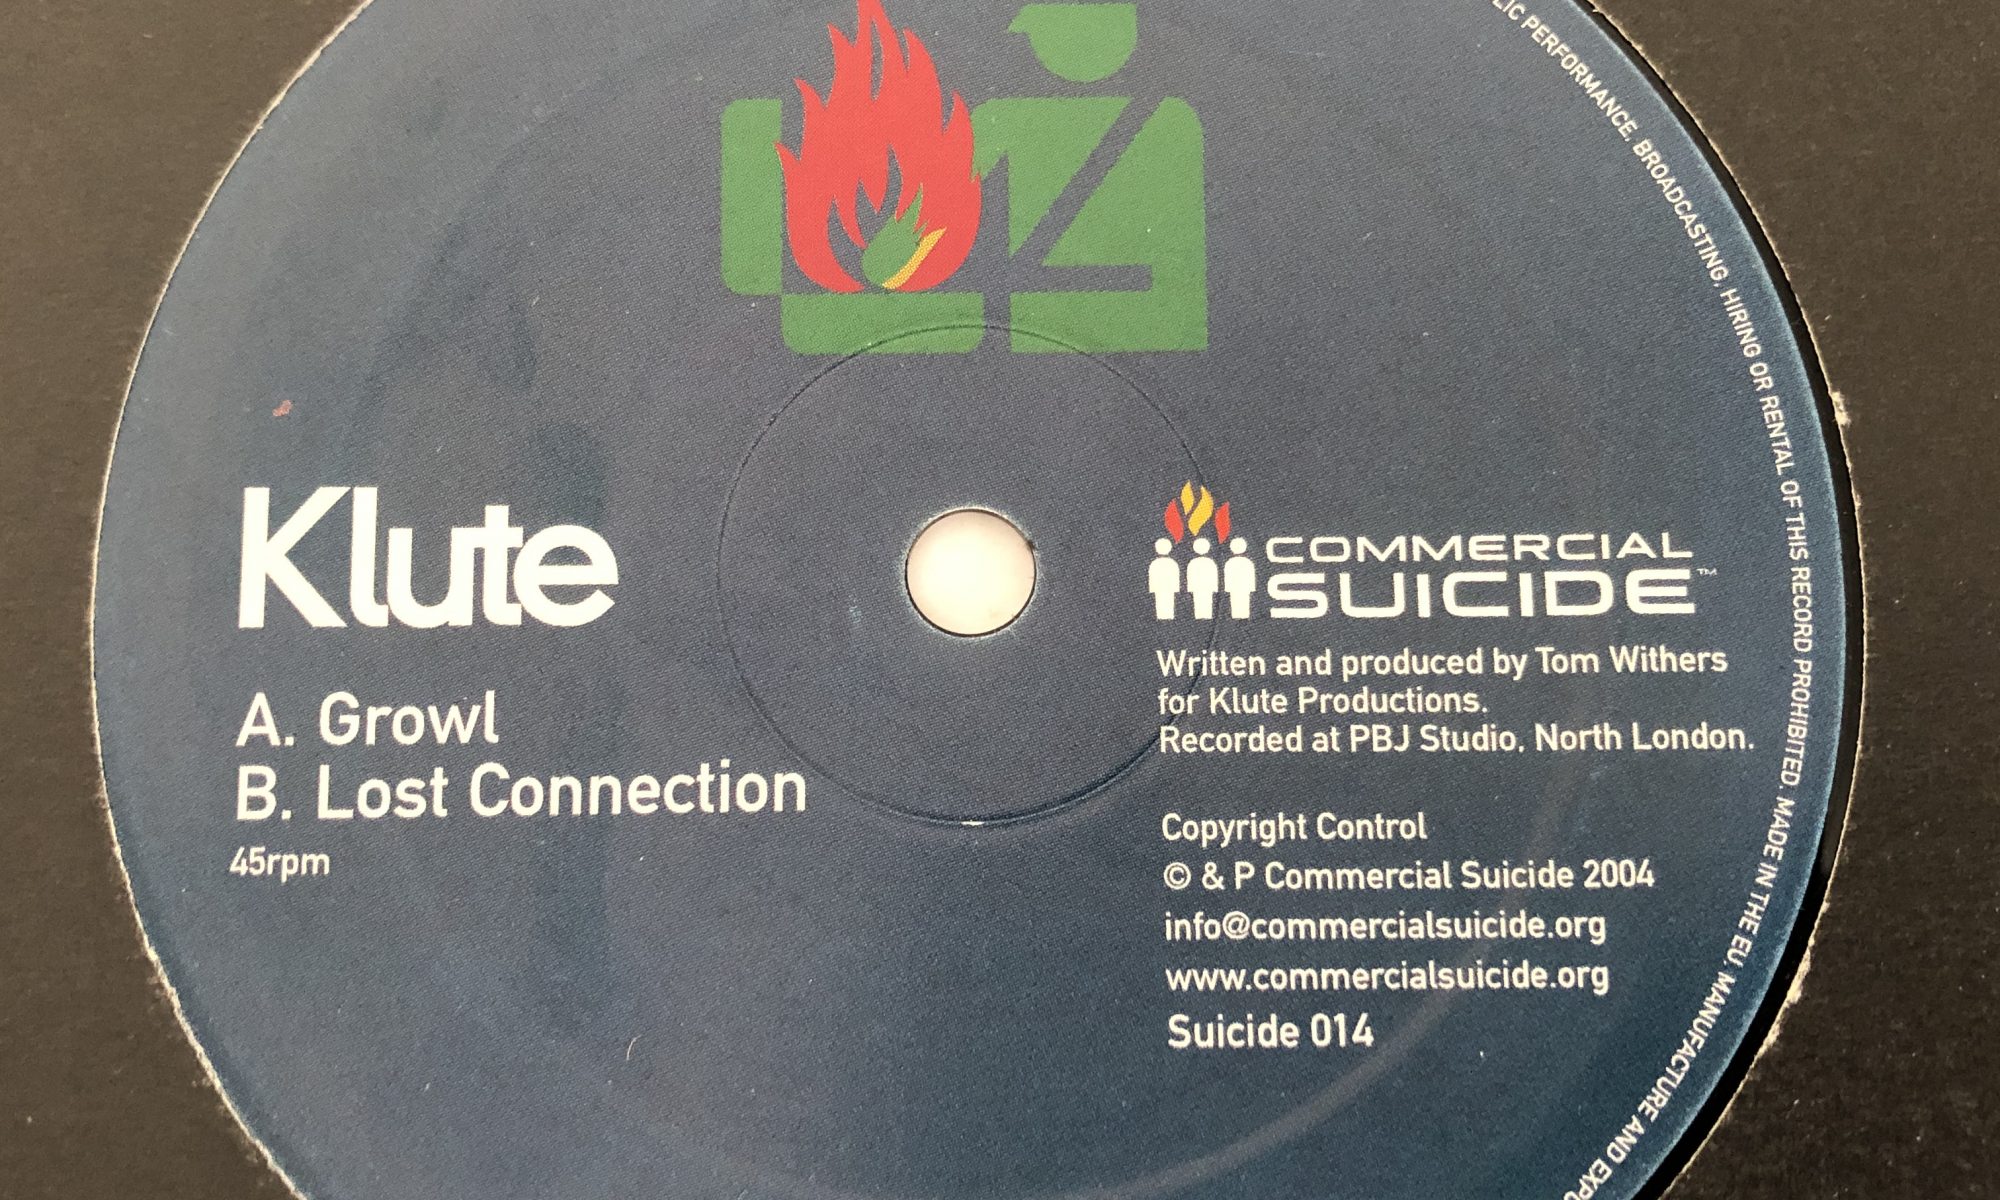 Klute
A. Growl
B. Lost Connection
45rpm
COMMERCIAL
SUICIDE™
Written and produced by Tom Withers
for Klute Productions.
Recorded at PBJ Studio, North London.
Copyright Control
© & P Commercial Suicide 2004
info@commercialsuicide.org
www.commercialsuicide.org
Suicide 014
PERFORMANCE, BROADCASTING, HIRING OR RENTAL OF THIS RECORD PROHIBITED. MADE IN THE EU. MANUFACTURE AND